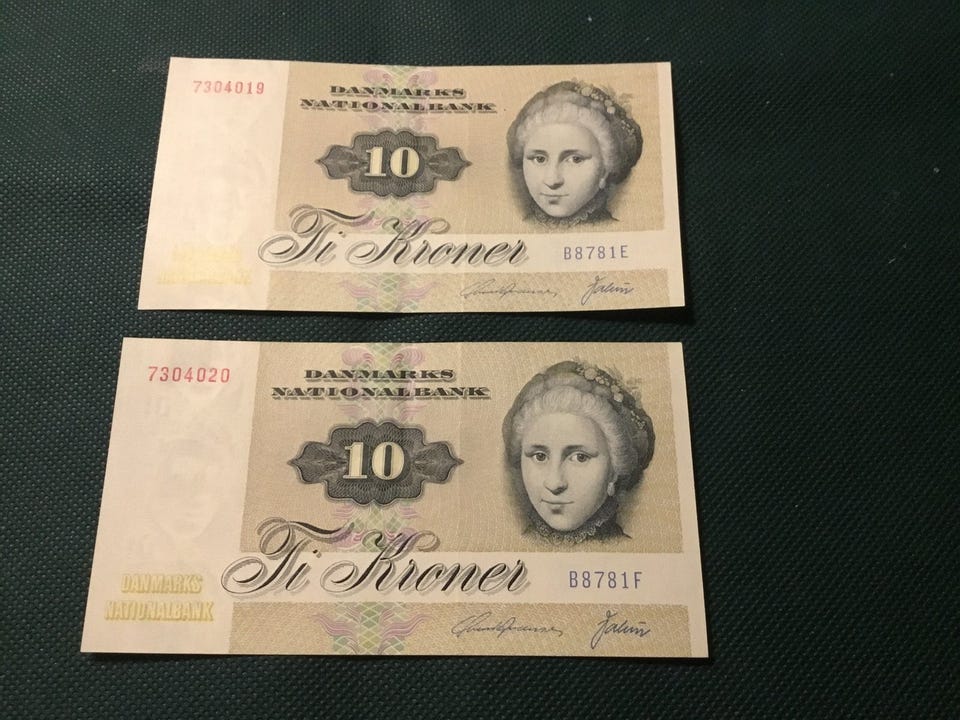 7304019
DANMARKS
NATIONALBANK
10
Ti Kroner
B8781E
7304020
DANMARKS
NATIONALBANK
10
Ti Kroner
B8781F
DANMARKS
NATIONALBANK